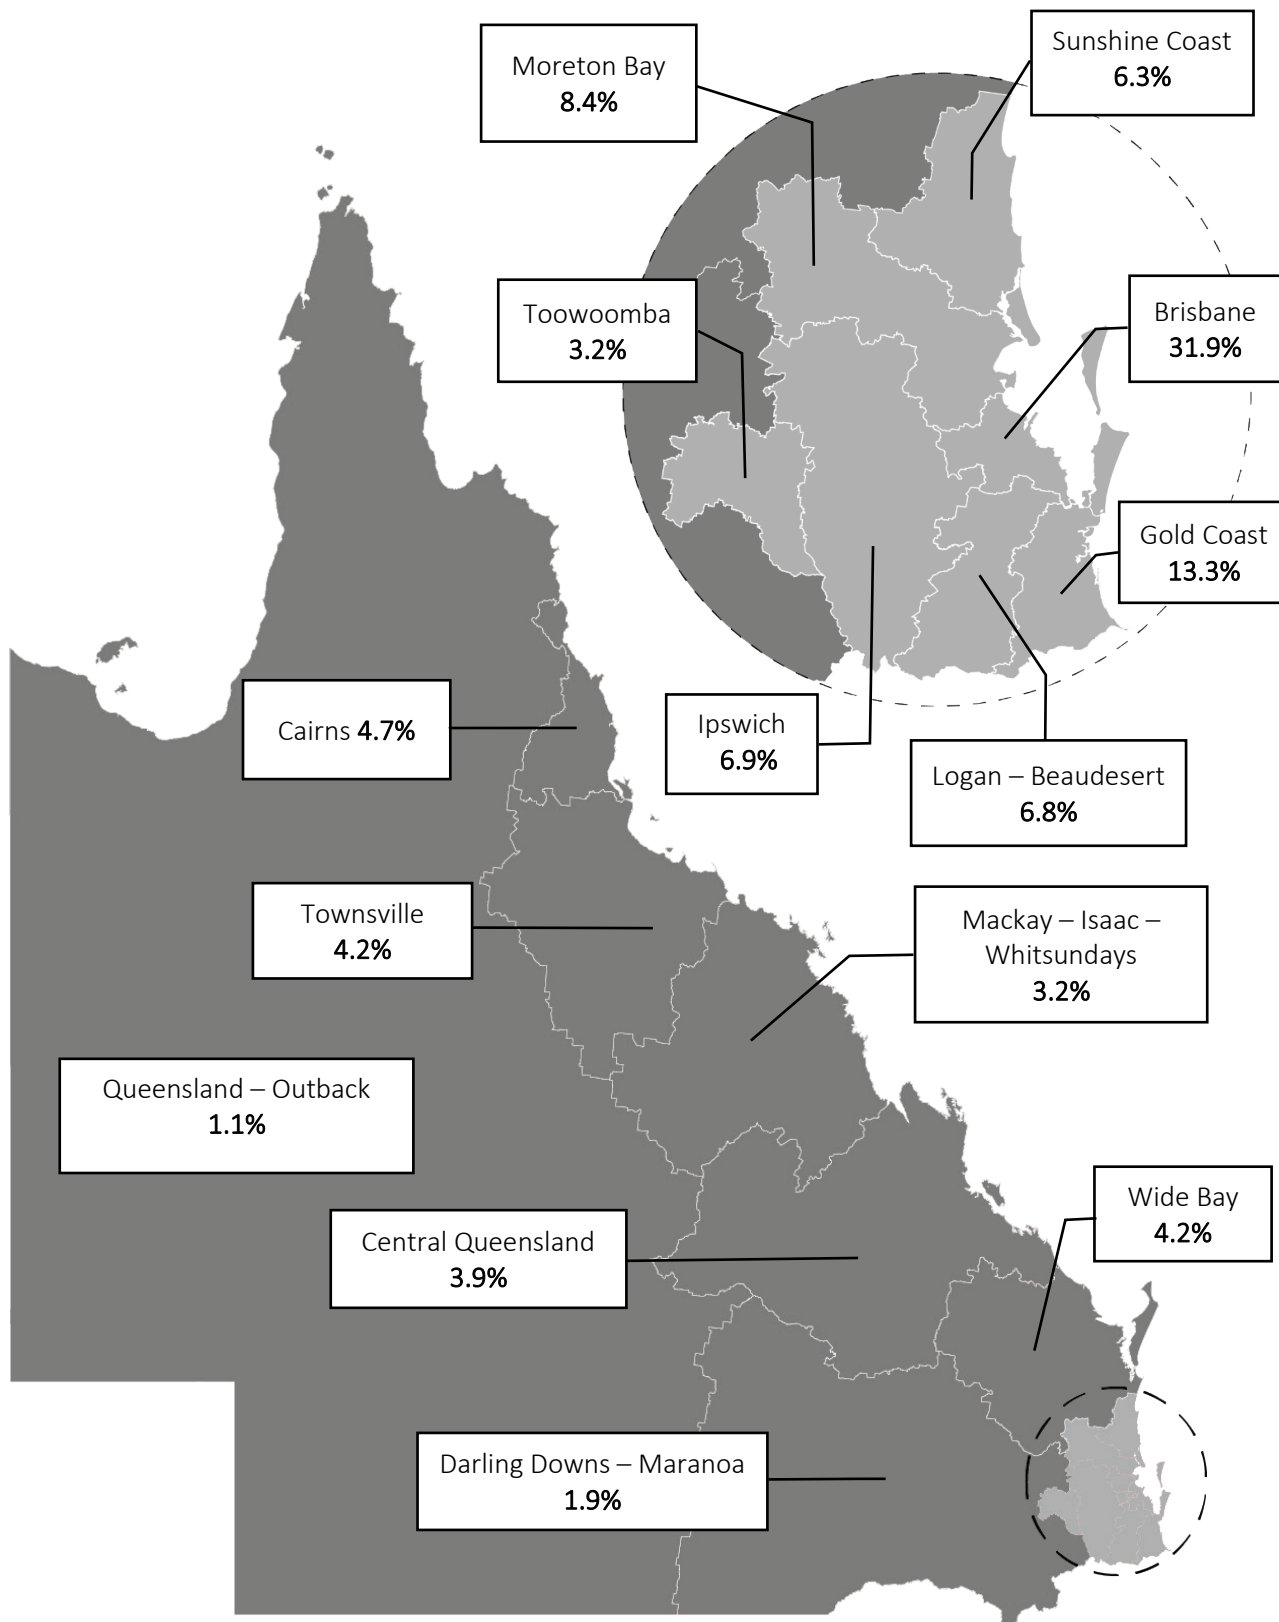 Sunshine Coast
6.3%
Moreton Bay
8.4%
Toowoomba
3.2%
Brisbane
31.9%
Gold Coast
13.3%
Cairns 4.7%
Ipswich
6.9%
Logan – Beaudesert
6.8%
Townsville
4.2%
Mackay – Isaac –
Whitsundays
3.2%
Queensland – Outback
1.1%
Central Queensland
3.9%
Wide Bay
4.2%
Darling Downs – Maranoa
1.9%